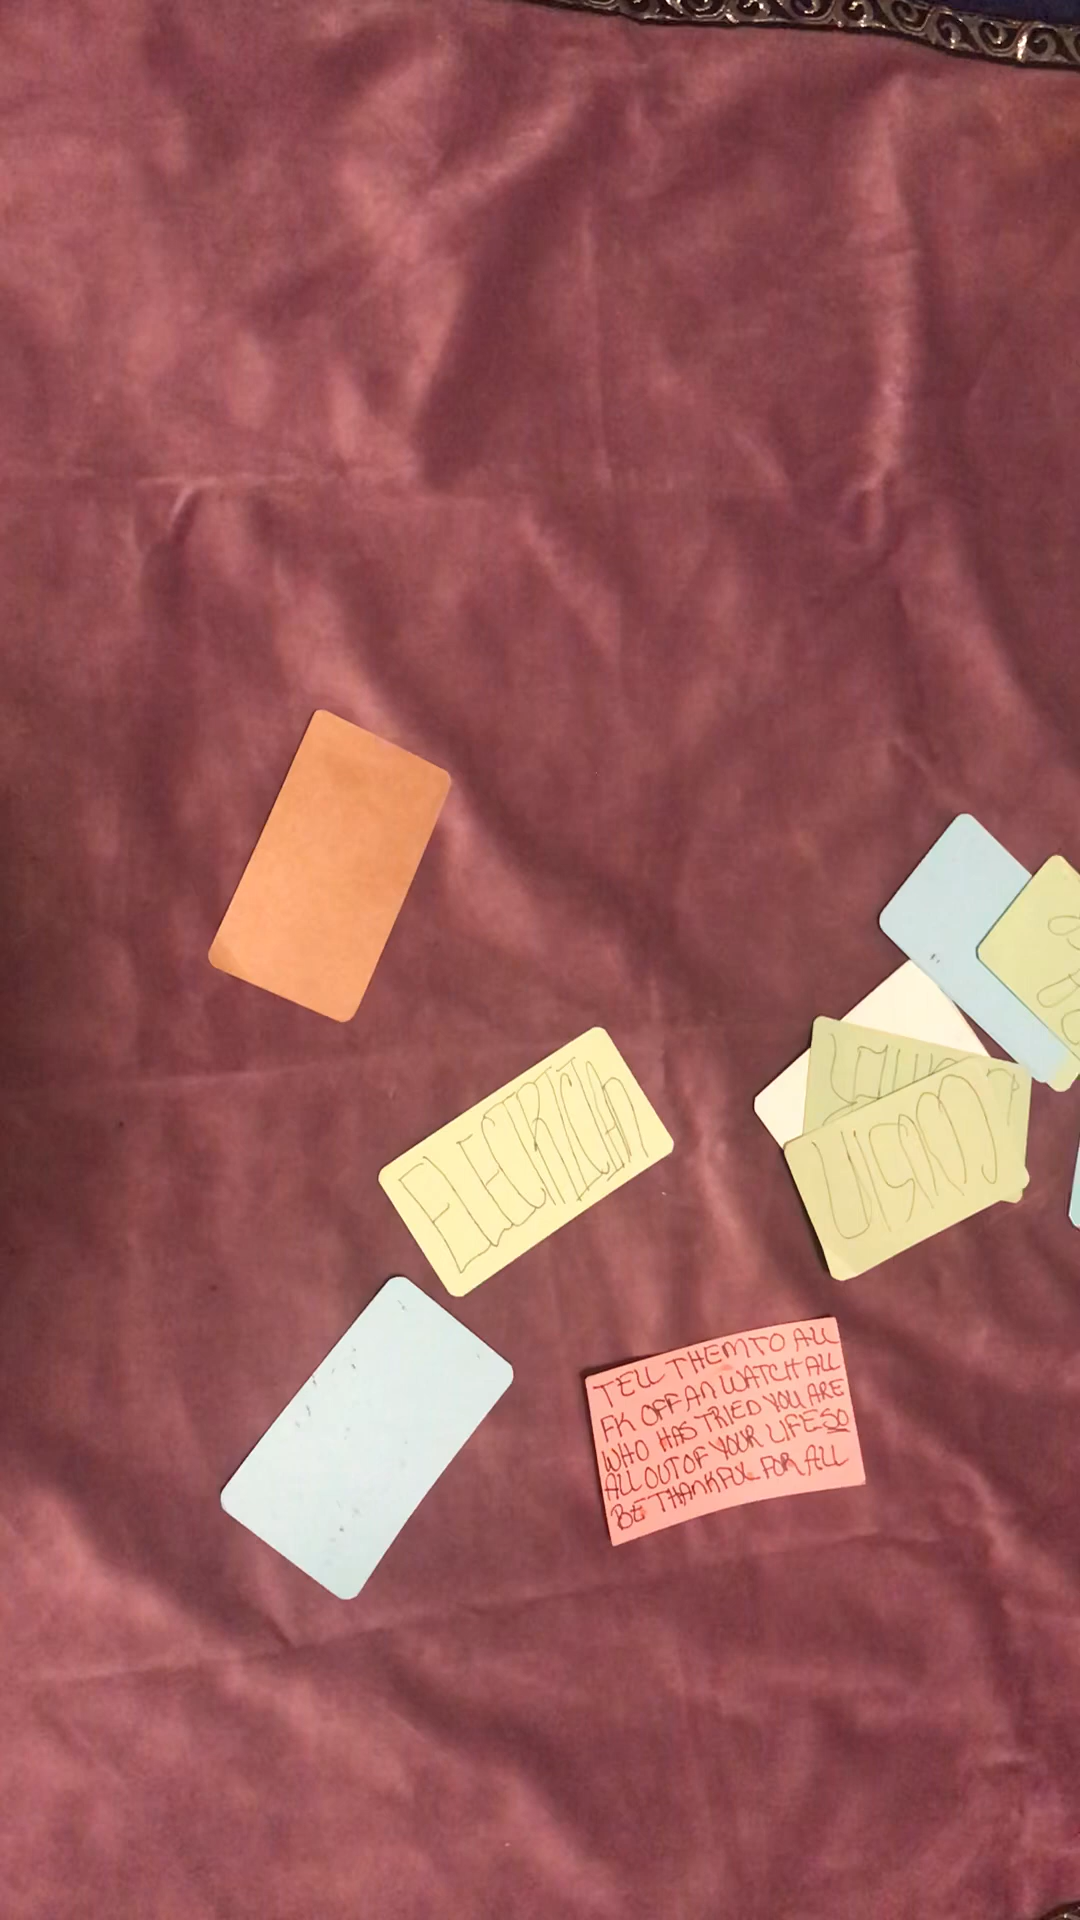 ELECTRICIAN
TELL THEM TO ALL
FK OFF AN WATCH ALL
WHO HAS TRIED YOU ARE
ALL OUT OF YOUR LIFE SO
BE THANKFUL FOR ALL